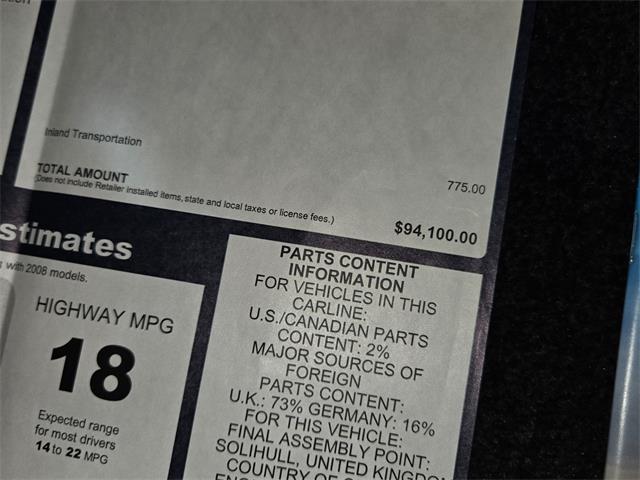 Inland Transportation
775.00
TOTAL AMOUNT
(Does not include Retailer installed items, state and local taxes or license fees.)
$94,100.00
stimates
with 2008 models.
HIGHWAY MPG
18
Expected range
for most drivers
14 to 22 MPG
PARTS CONTENT
INFORMATION
FOR VEHICLES IN THIS
CARLINE:
U.S./CANADIAN PARTS
CONTENT: 2%
MAJOR SOURCES OF
FOREIGN
PARTS CONTENT:
U.K.: 73% GERMANY: 16%
FOR THIS VEHICLE:
FINAL ASSEMBLY POINT:
SOLIHULL, UNITED KINGDOM
COUNTRY OF